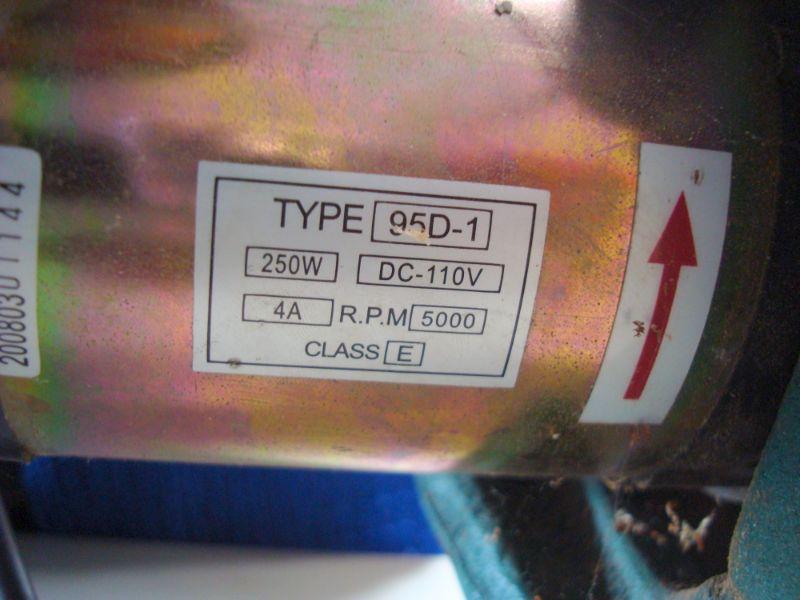 TYPE 95D-1
250W DC-110V
4A R.P.M 5000
CLASS E
20080301144